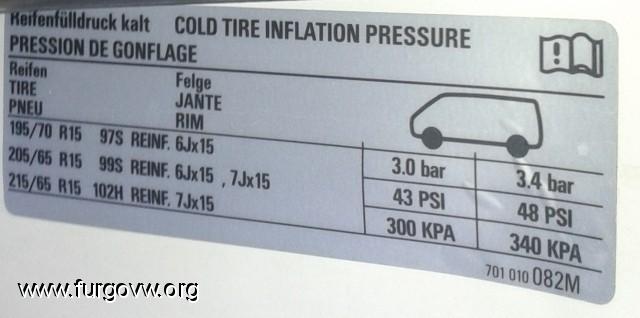 Reifenfülldruck kalt COLD TIRE INFLATION PRESSURE
PRESSION DE GONFLAGE
Reifen Felge
TIRE JANTE
PNEU RIM
195/70 R15 97S REINF. 6Jx15
205/65 R15 99S REINF. 6Jx15 , 7Jx15
215/65 R15 102H REINF. 7Jx15
3.0 bar 3.4 bar
43 PSI 48 PSI
300 KPA 340 KPA
701 010 082M
www.furgovw.org